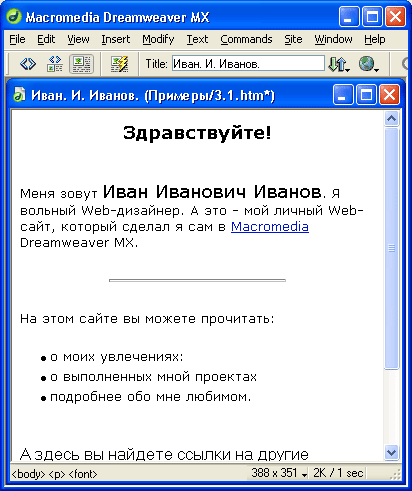 Macromedia Dreamweaver MX
File Edit View Insert Modify Text Commands Site Window Help
Title: Иван. И. Иванов.
Иван. И. Иванов. (Примеры/3.1.htm*)
Здравствуйте!
Меня зовут Иван Иванович Иванов. Я
вольный Web-дизайнер. А это - мой личный Web-
сайт, который сделал я сам в Macromedia
Dreamweaver MX.
На этом сайте вы можете прочитать:
о моих увлечениях:
о выполненных мной проектах
подробнее обо мне любимом.
А здесь вы найдете ссылки на другие
<body> <p> <font> 388 x 351 2K / 1 sec